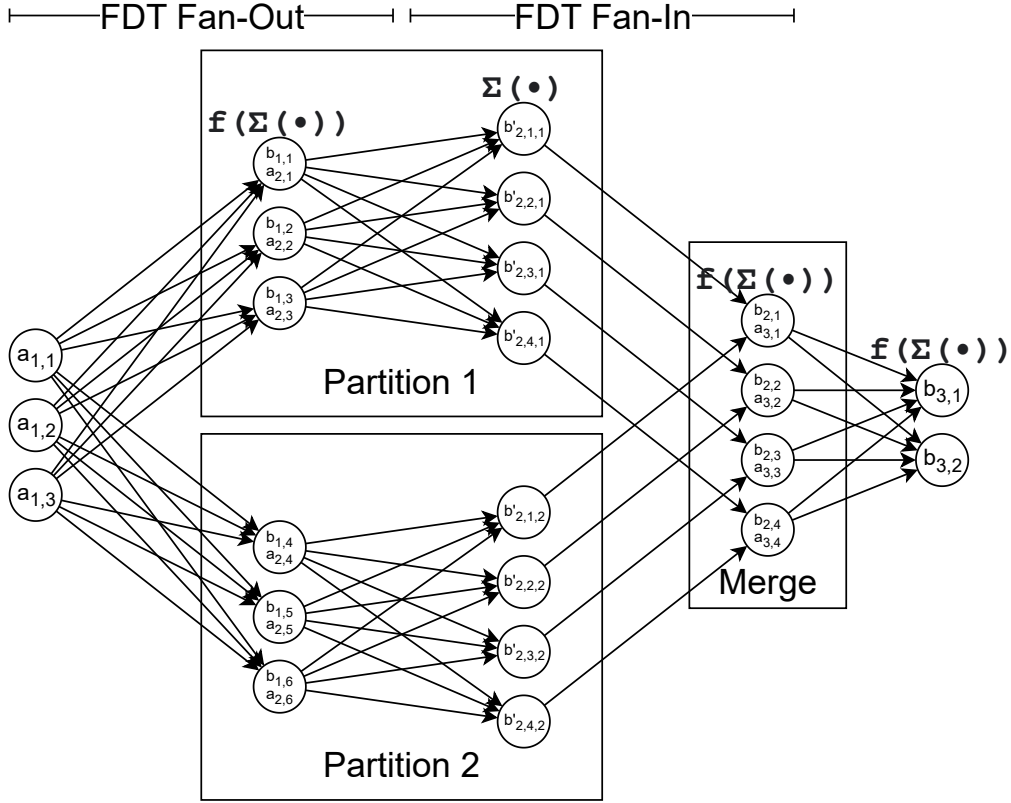 FDT Fan-Out
FDT Fan-In
f(Σ(•))
Σ(•)
b1,1
a2,1
b1,2
a2,2
b1,3
a2,3
b'2,1,1
b'2,2,1
b'2,3,1
b'2,4,1
Partition 1
a1,1
a1,2
a1,3
b1,4
a2,4
b1,5
a2,5
b1,6
a2,6
b'2,1,2
b'2,2,2
b'2,3,2
b'2,4,2
Partition 2
f(Σ(•))
b2,1
a3,1
b2,2
a3,2
b2,3
a3,3
b2,4
a3,4
Merge
f(Σ(•))
b3,1
b3,2